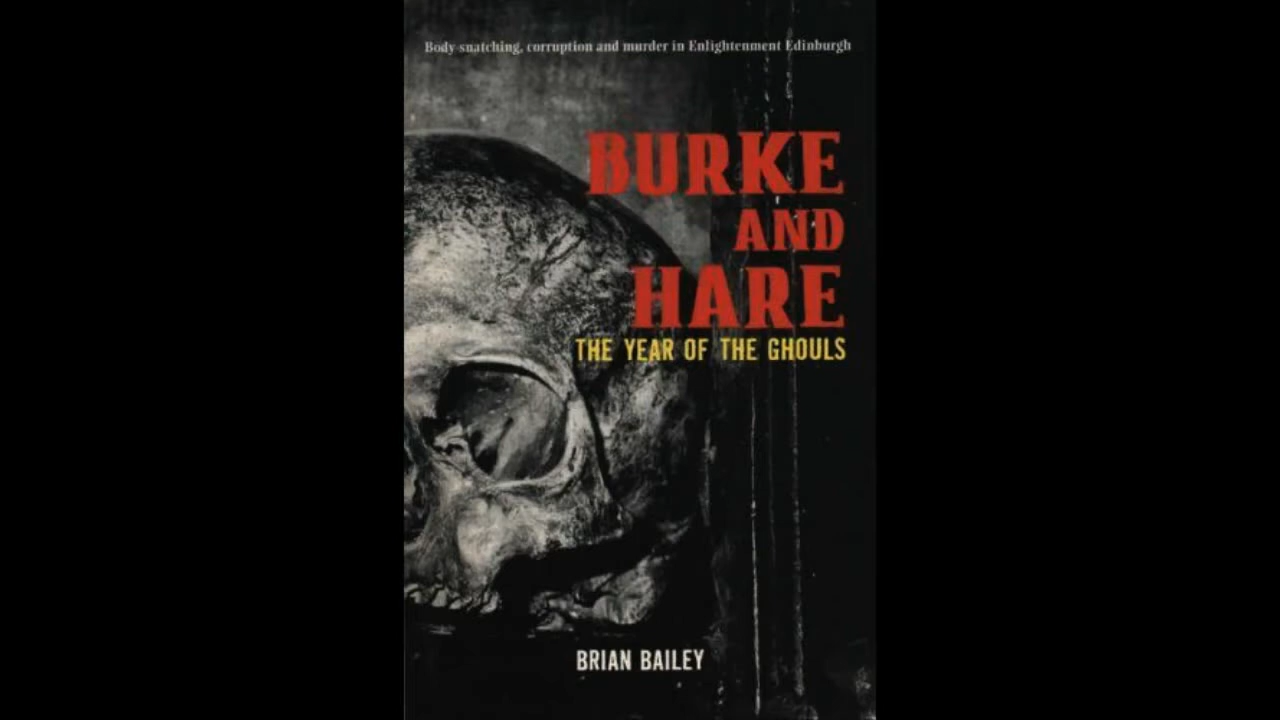 Body-snatching, corruption and murder in Enlightenment Edinburgh
BURKE
AND
HARE
THE YEAR OF THE GHOULS
BRIAN BAILEY